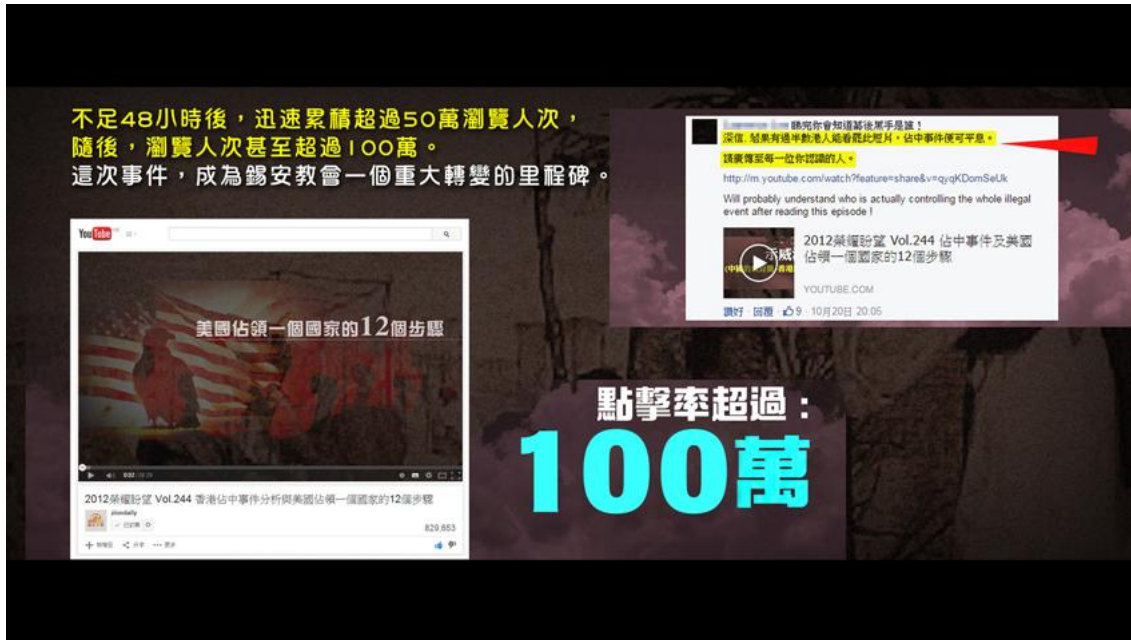 不足48小時後，迅速累積超過50萬瀏覽人次，
隨後，瀏覽人次甚至超過100萬。
這次事件，成為錫安教會一個重大轉變的里程碑。
YouTube
美國佔領一個國家的12個步驟
2012榮耀盼望 Vol.244 香港佔中事件分析與美國佔領一個國家的12個步驟
ziondaily
已訂閱
829,653
分享
更多
睇完你會知道幕後黑手是誰！
深信. 如果有過半數港人能看罷此短片，佔中事件便可平息。
請廣傳至每一位你認識的人。
http://m.youtube.com/watch?feature=share&v=qyqKDomSeUk
Will probably understand who is actually controlling the whole illegal
event after reading this episode !
2012榮耀盼望 Vol.244 佔中事件及美國
佔領一個國家的12個步驟
YOUTUBE.COM
讚好 · 回覆 · 9 · 10月20日 20:05
點擊率超過：
100萬